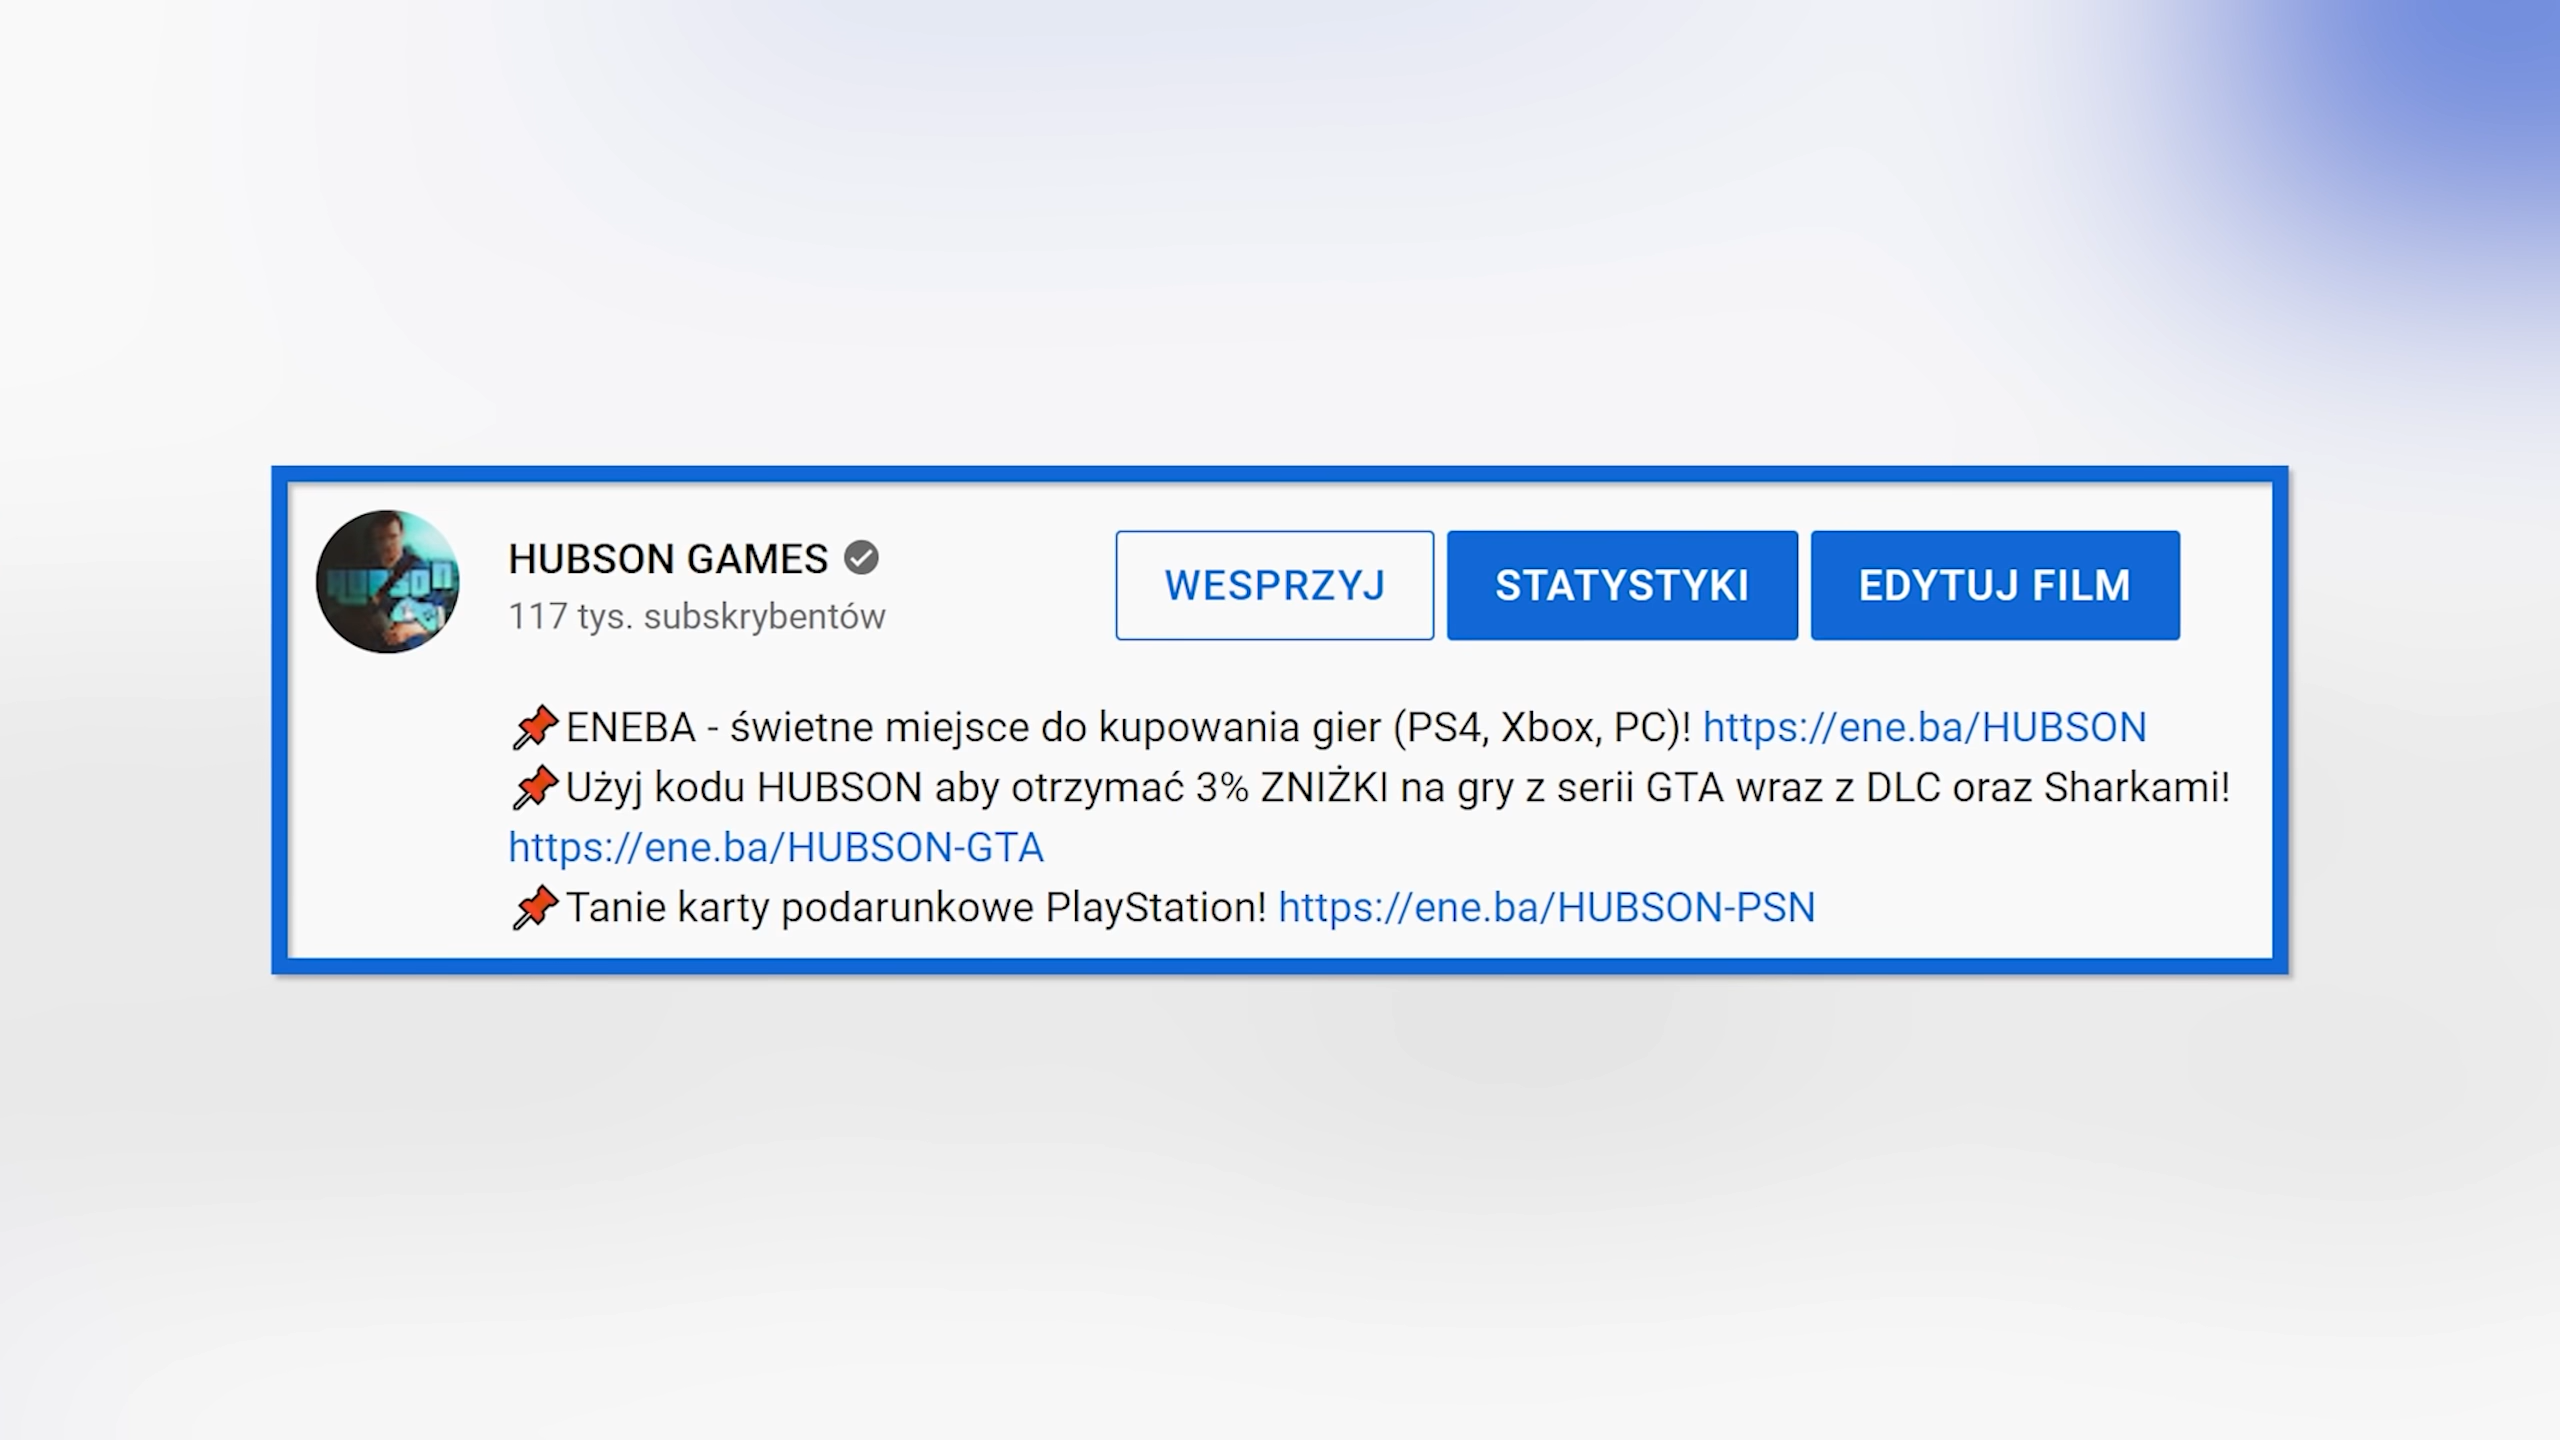 HUBSON GAMES
117 tys. subskrybentów
WESPRZYJ
STATYSTYKI
EDYTUJ FILM
HUBSON
📌ENEBA - świetne miejsce do kupowania gier (PS4, Xbox, PC)! https://ene.ba/HUBSON
📌Użyj kodu HUBSON aby otrzymać 3% ZNIŻKI na gry z serii GTA wraz z DLC oraz Sharkami!
https://ene.ba/HUBSON-GTA
📌Tanie karty podarunkowe PlayStation! https://ene.ba/HUBSON-PSN